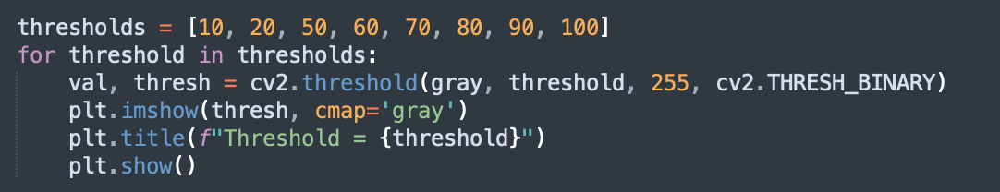 thresholds = [10, 20, 50, 60, 70, 80, 90, 100]
for threshold in thresholds:
    val, thresh = cv2.threshold(gray, threshold, 255, cv2.THRESH_BINARY)
    plt.imshow(thresh, cmap='gray')
    plt.title(f"Threshold = {threshold}")
    plt.show()